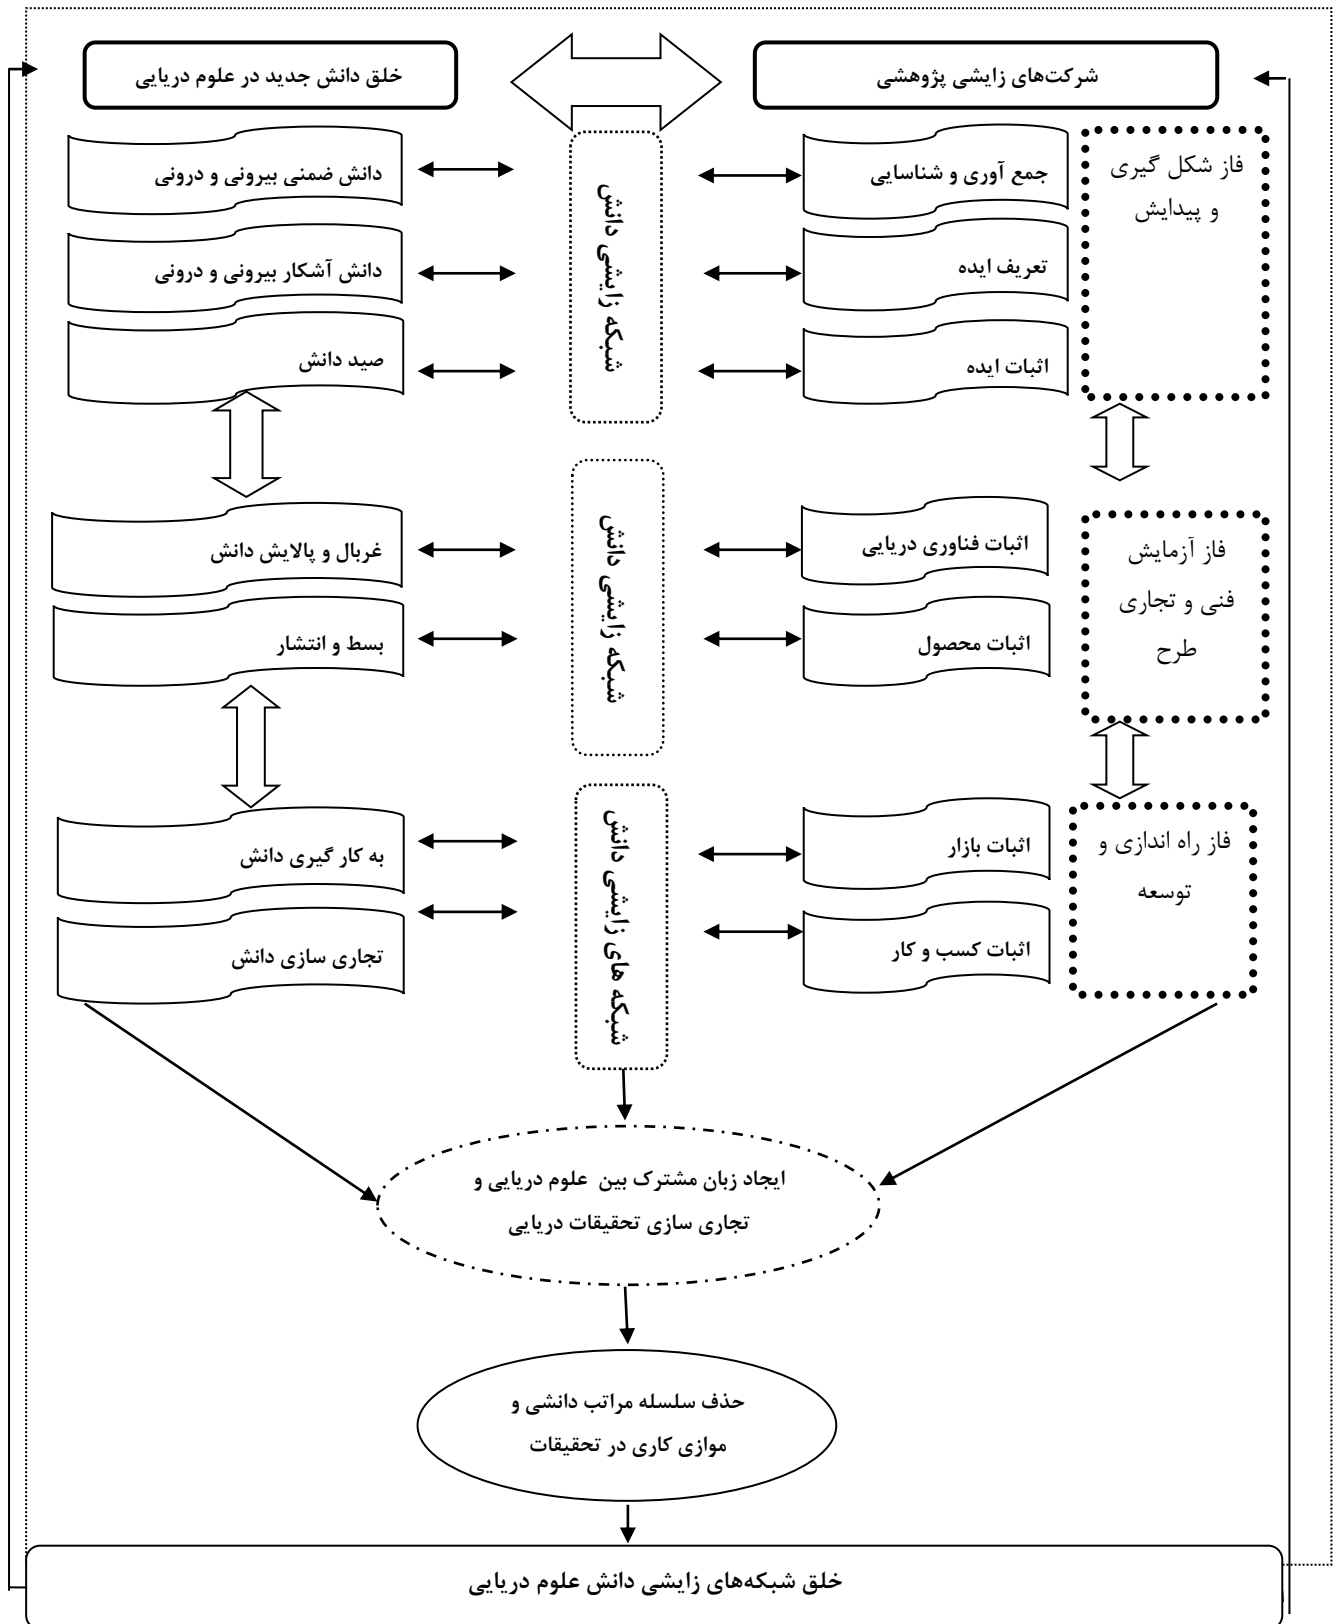 شرکت‌های زایشی پژوهشی
خلق دانش جدید در علوم دریایی
فاز شکل گیری
و پیدایش
جمع آوری و شناسایی
تعریف ایده
اثبات ایده
شبکه زایشی دانش
دانش ضمنی بیرونی و درونی
دانش آشکار بیرونی و درونی
صید دانش
فاز آزمایش
فنی و تجاری
طرح
اثبات فناوری دریایی
اثبات محصول
شبکه زایشی دانش
غربال و پالایش دانش
بسط و انتشار
فاز راه اندازی و
توسعه
اثبات بازار
اثبات کسب و کار
شبکه های زایشی دانش
به کار گیری دانش
تجاری سازی دانش
ایجاد زبان مشترک بین علوم دریایی و
تجاری سازی تحقیقات دریایی
حذف سلسله مراتب دانشی و
موازی کاری در تحقیقات
خلق شبکه‌های زایشی دانش علوم دریایی